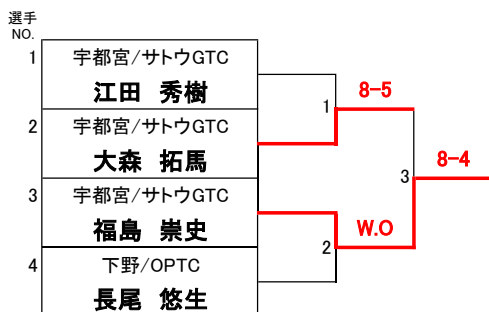 選手
NO.
1 宇都宮/サトウGTC
江田 秀樹
1 8-5
2 宇都宮/サトウGTC
大森 拓馬
3 8-4
3 宇都宮/サトウGTC
福島 崇史
2 W.O
4 下野/OPTC
長尾 悠生